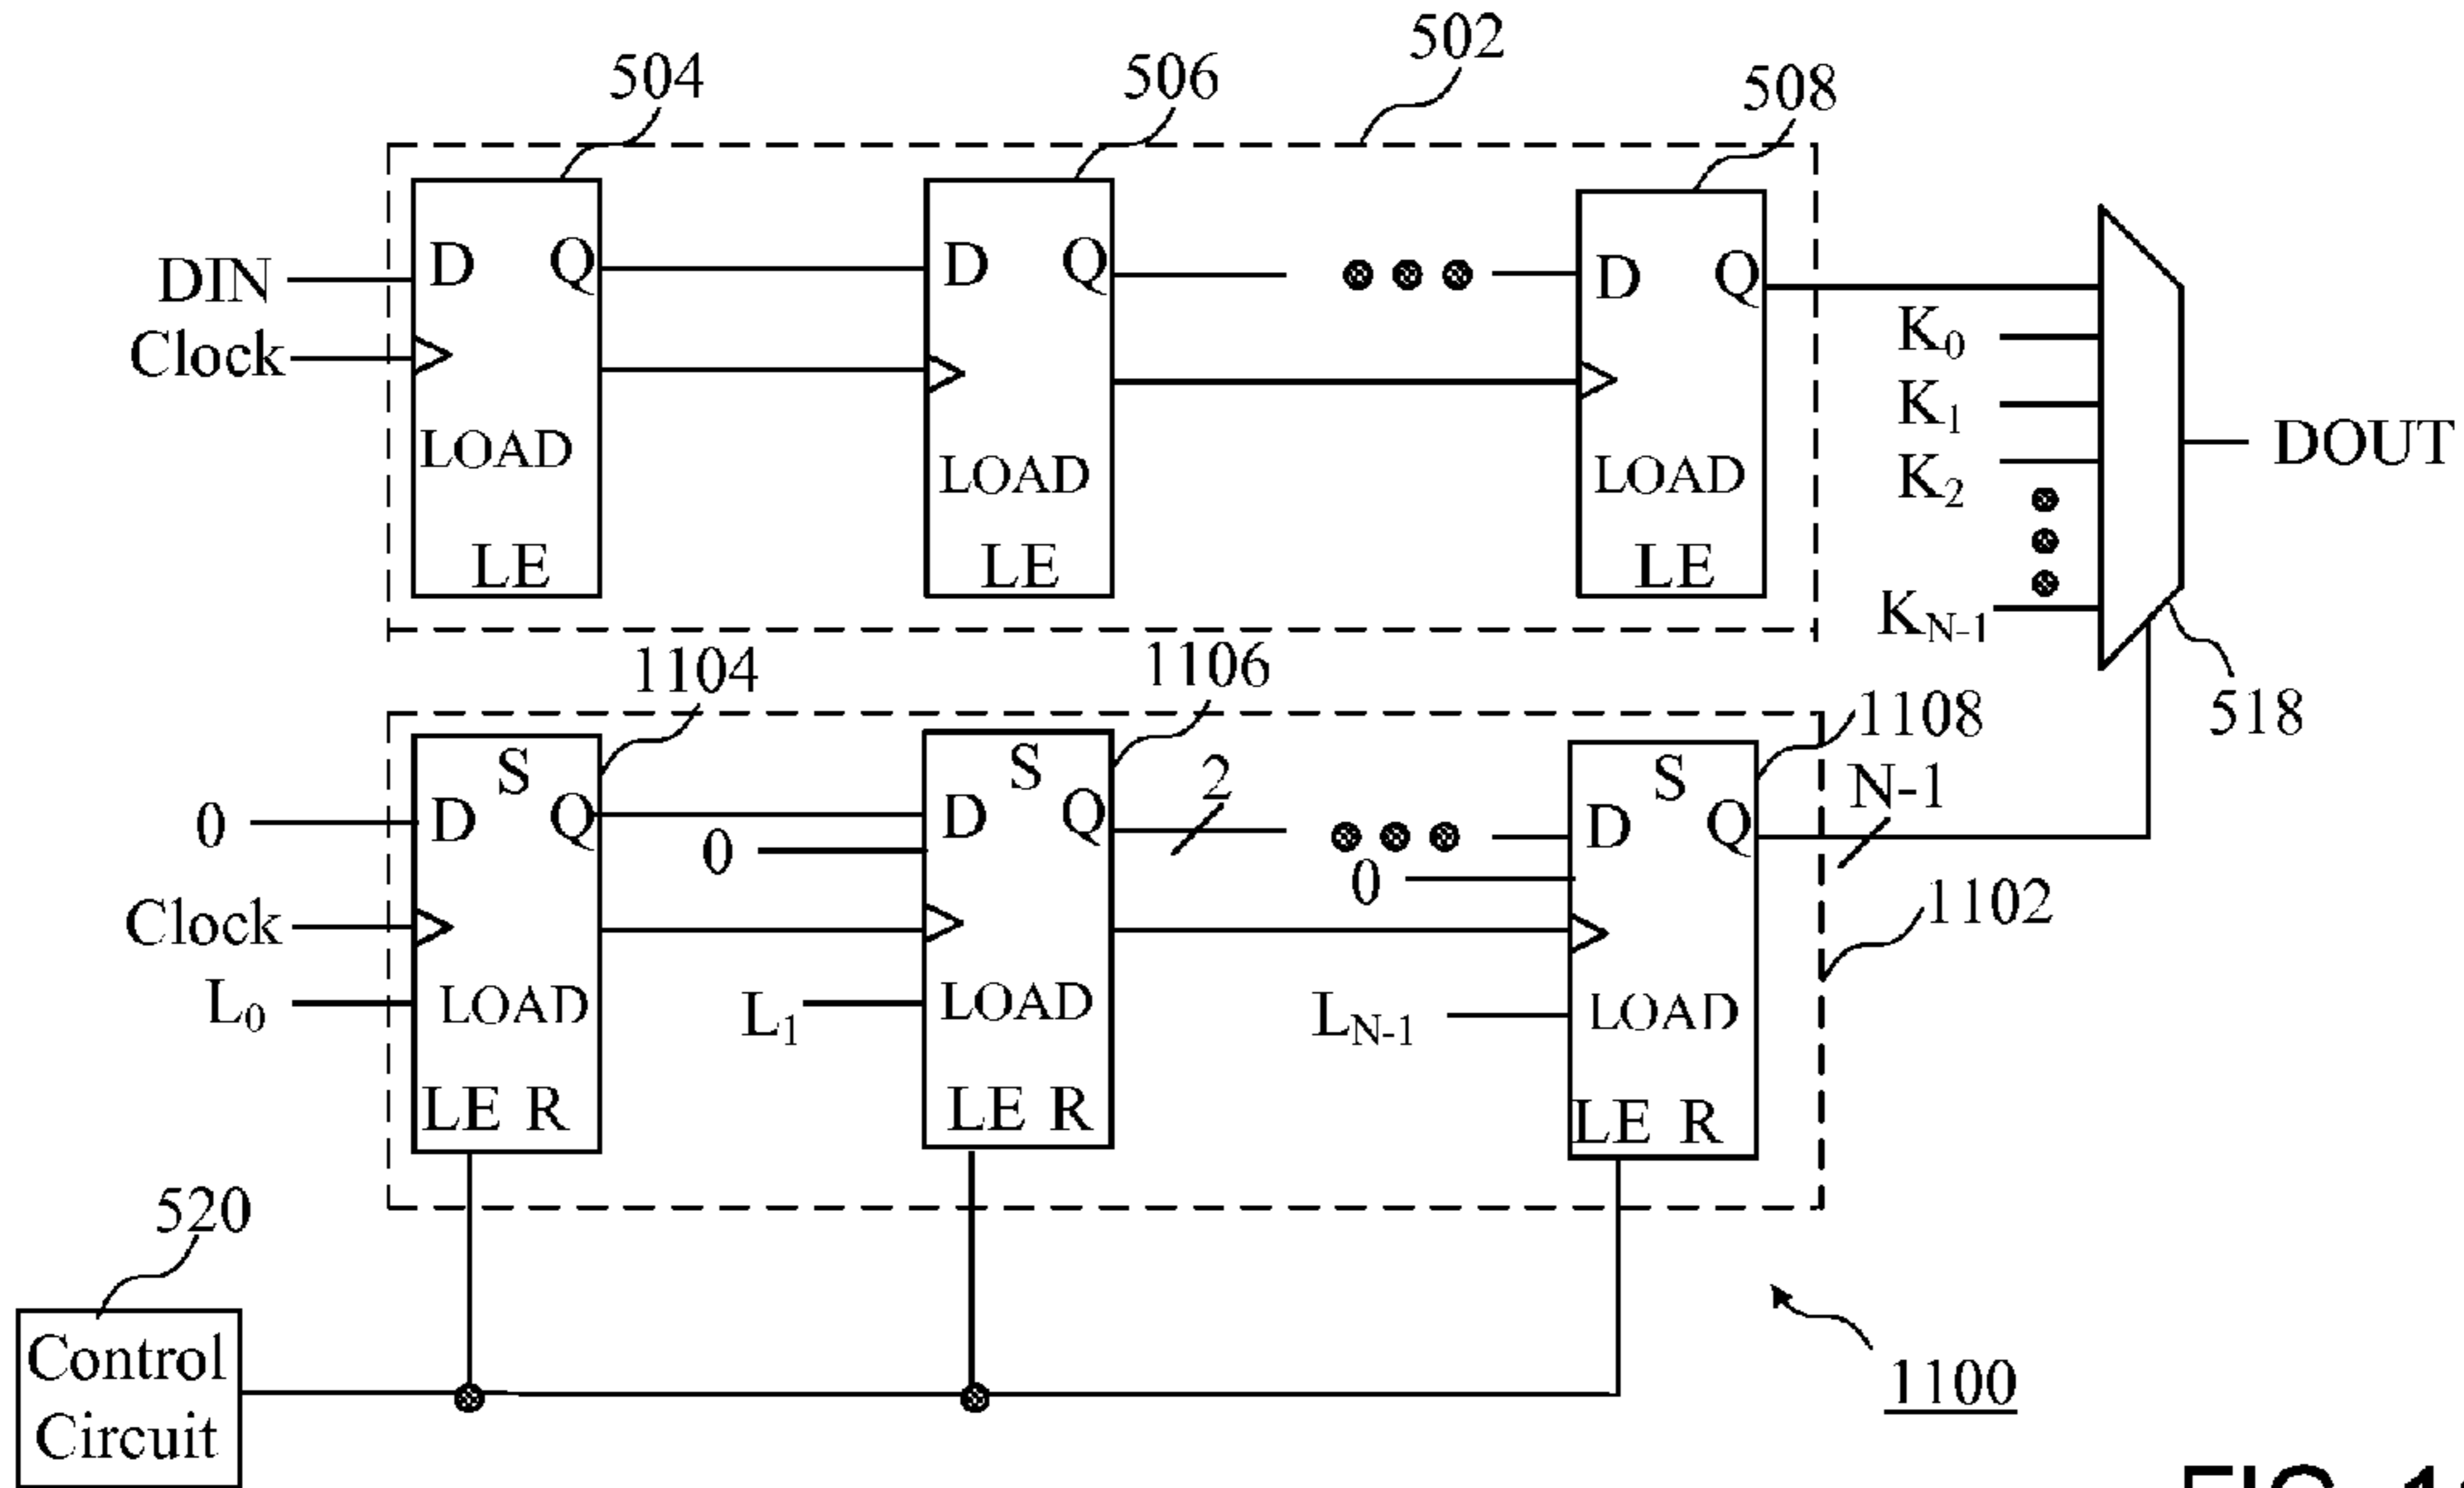 502
504
506
508
DIN
D Q
D Q
D Q
Clock
LOAD
LOAD
LOAD
LE
LE
LE
K0
K1
K2
KN-1
DOUT
518
1104
1106
1108
S
S
S
0
D Q
0
D Q
2
0
D Q
N-1
1102
Clock
L0
LOAD
L1
LOAD
LN-1
LOAD
LE R
LE R
LE R
520
Control
Circuit
1100